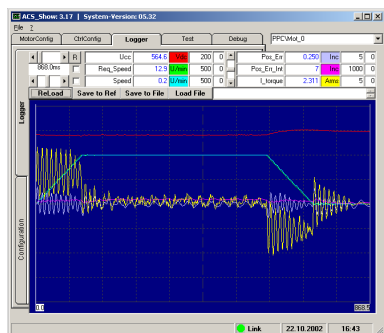 ACS_Show: 3.17 | System-Version: 05.32
File ?
MotorConfig CtrlConfig Logger Test Debug PPC\Mot_0
R Ucc 564.6 Vdc 200 0 Pos_Err 0.250 Inc 5 0
868.0ms Req_Speed 12.9 U/min 500 0 Pos_Err_Int 7 Inc 1000 0
Speed 0.2 U/min 500 0 I_torque 2.311 Arms 5 0
ReLoad Save to Ref Save to File Load File
Logger
Configuration
0.0 868.5
Link 22.10.2002 16:43